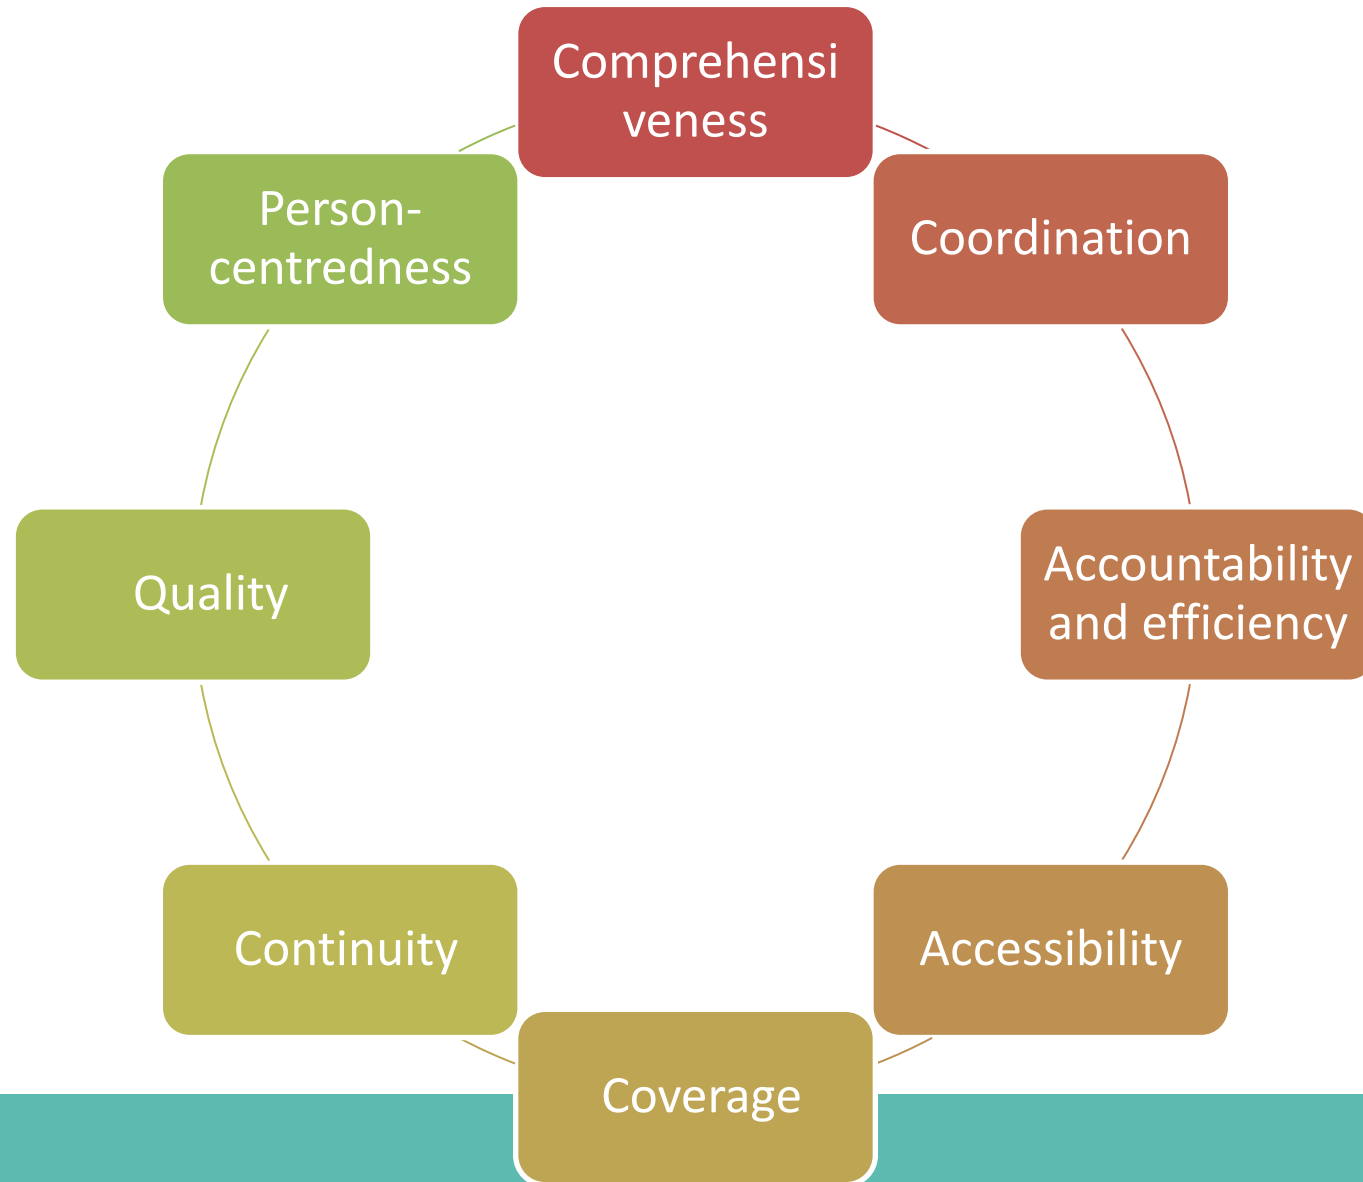 Comprehensi
veness
Person-
centredness
Coordination
Quality
Accountability
and efficiency
Continuity
Accessibility
Coverage